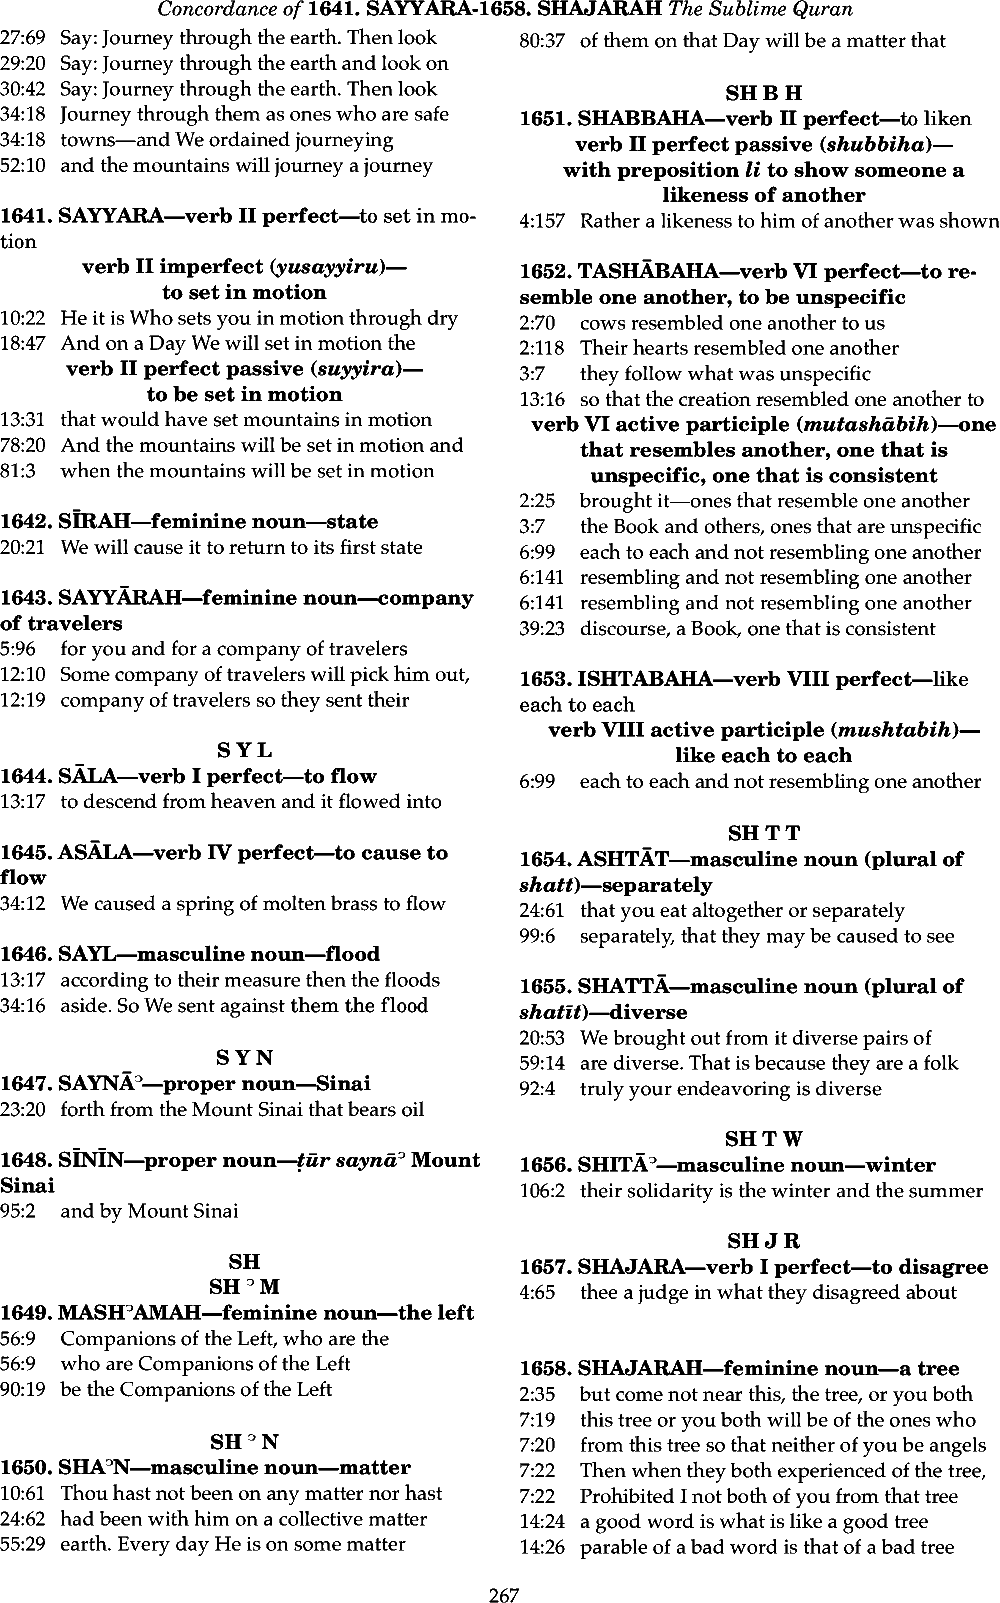 Concordance of 1641. SAYYARA-1658. SHAJARAH The Sublime Quran
27:69 Say: Journey through the earth. Then look
29:20 Say: Journey through the earth and look on
30:42 Say: Journey through the earth. Then look
34:18 Journey through them as ones who are safe
34:18 towns—and We ordained journeying
52:10 and the mountains will journey a journey
1641. SAYYARA—verb II perfect—to set in mo-
tion
verb II imperfect (yusayyiru)—
to set in motion
10:22 He it is Who sets you in motion through dry
18:47 And on a Day We will set in motion the
verb II perfect passive (suyyira)—
to be set in motion
13:31 that would have set mountains in motion
78:20 And the mountains will be set in motion and
81:3 when the mountains will be set in motion
1642. SĪRAH—feminine noun—state
20:21 We will cause it to return to its first state
1643. SAYYĀRAH—feminine noun—company
of travelers
5:96 for you and for a company of travelers
12:10 Some company of travelers will pick him out,
12:19 company of travelers so they sent their
S Y L
1644. SĀLA—verb I perfect—to flow
13:17 to descend from heaven and it flowed into
1645. ASĀLA—verb IV perfect—to cause to
flow
34:12 We caused a spring of molten brass to flow
1646. SAYL—masculine noun—flood
13:17 according to their measure then the floods
34:16 aside. So We sent against them the flood
S Y N
1647. SAYNĀᵓ—proper noun—Sinai
23:20 forth from the Mount Sinai that bears oil
1648. SĪNĪN—proper noun—ṭūr saynāᵓ Mount
Sinai
95:2 and by Mount Sinai
SH
SH ᵓ M
1649. MASHᵓAMAH—feminine noun—the left
56:9 Companions of the Left, who are the
56:9 who are Companions of the Left
90:19 be the Companions of the Left
SH ᵓ N
1650. SHAᵓN—masculine noun—matter
10:61 Thou hast not been on any matter nor hast
24:62 had been with him on a collective matter
55:29 earth. Every day He is on some matter
80:37 of them on that Day will be a matter that
SH B H
1651. SHABBAHA—verb II perfect—to liken
verb II perfect passive (shubbiha)—
with preposition li to show someone a
likeness of another
4:157 Rather a likeness to him of another was shown
1652. TASHĀBAHA—verb VI perfect—to re-
semble one another, to be unspecific
2:70 cows resembled one another to us
2:118 Their hearts resembled one another
3:7 they follow what was unspecific
13:16 so that the creation resembled one another to
verb VI active participle (mutashābih)—one
that resembles another, one that is
unspecific, one that is consistent
2:25 brought it—ones that resemble one another
3:7 the Book and others, ones that are unspecific
6:99 each to each and not resembling one another
6:141 resembling and not resembling one another
6:141 resembling and not resembling one another
39:23 discourse, a Book, one that is consistent
1653. ISHTABAHA—verb VIII perfect—like
each to each
verb VIII active participle (mushtabih)—
like each to each
6:99 each to each and not resembling one another
SH T T
1654. ASHTĀT—masculine noun (plural of
shatt)—separately
24:61 that you eat altogether or separately
99:6 separately, that they may be caused to see
1655. SHATTĀ—masculine noun (plural of
shatīt)—diverse
20:53 We brought out from it diverse pairs of
59:14 are diverse. That is because they are a folk
92:4 truly your endeavoring is diverse
SH T W
1656. SHITĀᵓ—masculine noun—winter
106:2 their solidarity is the winter and the summer
SH J R
1657. SHAJARA—verb I perfect—to disagree
4:65 thee a judge in what they disagreed about
1658. SHAJARAH—feminine noun—a tree
2:35 but come not near this, the tree, or you both
7:19 this tree or you both will be of the ones who
7:20 from this tree so that neither of you be angels
7:22 Then when they both experienced of the tree,
7:22 Prohibited I not both of you from that tree
14:24 a good word is what is like a good tree
14:26 parable of a bad word is that of a bad tree
267